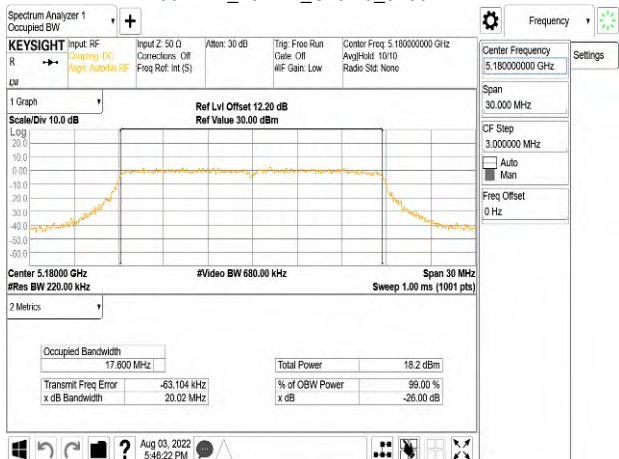 Spectrum Analyzer 1
Occupied BW
Frequency
KEYSIGHT
R
Input: RF
Coupling: DC
Align: Auto/No RF
Input Z: 50 Ω
Corrections: Off
Freq Ref: Int (S)
Atten: 30 dB
Trig: Free Run
Gate: Off
#IF Gain: Low
Center Freq: 5.180000000 GHz
Avg|Hold: 10/10
Radio Std: None
Center Frequency
5.180000000 GHz
Settings
Span
30.000 MHz
CF Step
3.000000 MHz
Auto
Man
Freq Offset
0 Hz
1 Graph
Scale/Div 10.0 dB
Ref Lvl Offset 12.20 dB
Ref Value 30.00 dBm
Log
20.0
10.0
0.00
-10.0
-20.0
-30.0
-40.0
-50.0
-60.0
Center 5.18000 GHz
#Res BW 220.00 kHz
#Video BW 680.00 kHz
Span 30 MHz
Sweep 1.00 ms (1001 pts)
2 Metrics
Occupied Bandwidth
17.600 MHz
Transmit Freq Error -63.104 kHz
x dB Bandwidth 20.02 MHz
Total Power 18.2 dBm
% of OBW Power 99.00 %
x dB -26.00 dB
Aug 03, 2022
5:46:22 PM